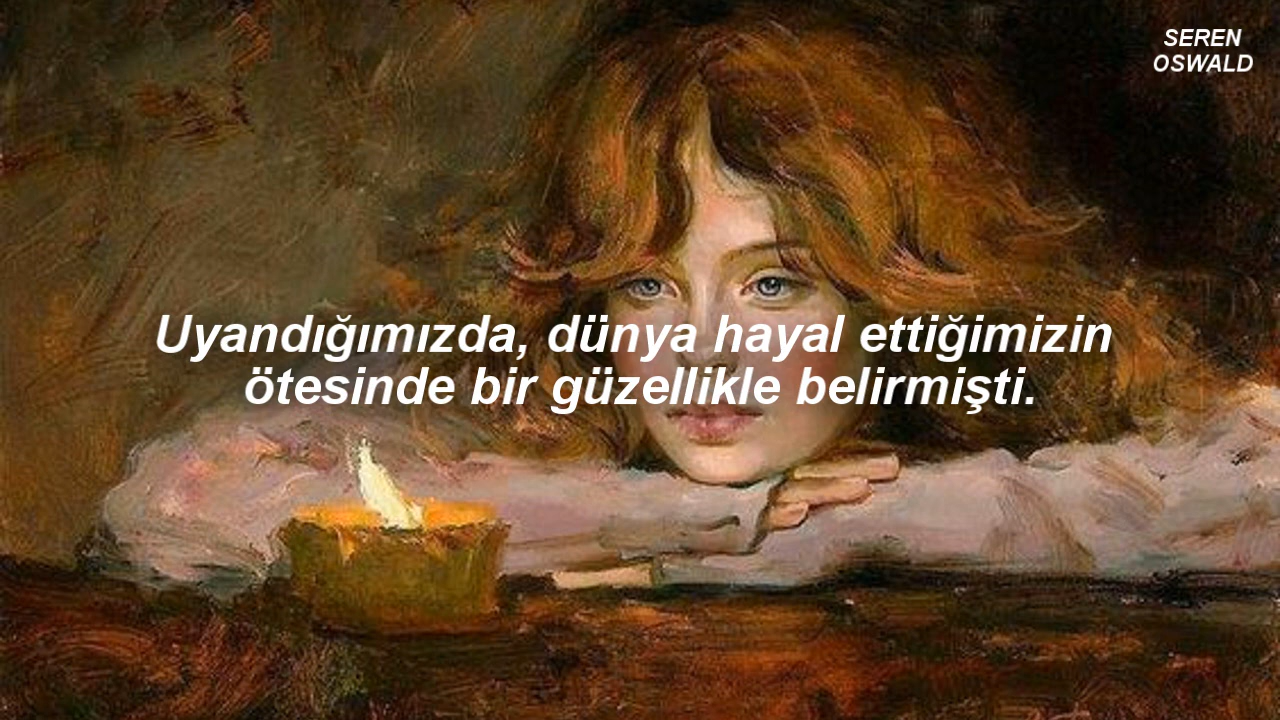 SEREN
OSWALD
Uyandığımızda, dünya hayal ettiğimizin
ötesinde bir güzellikle belirmişti.